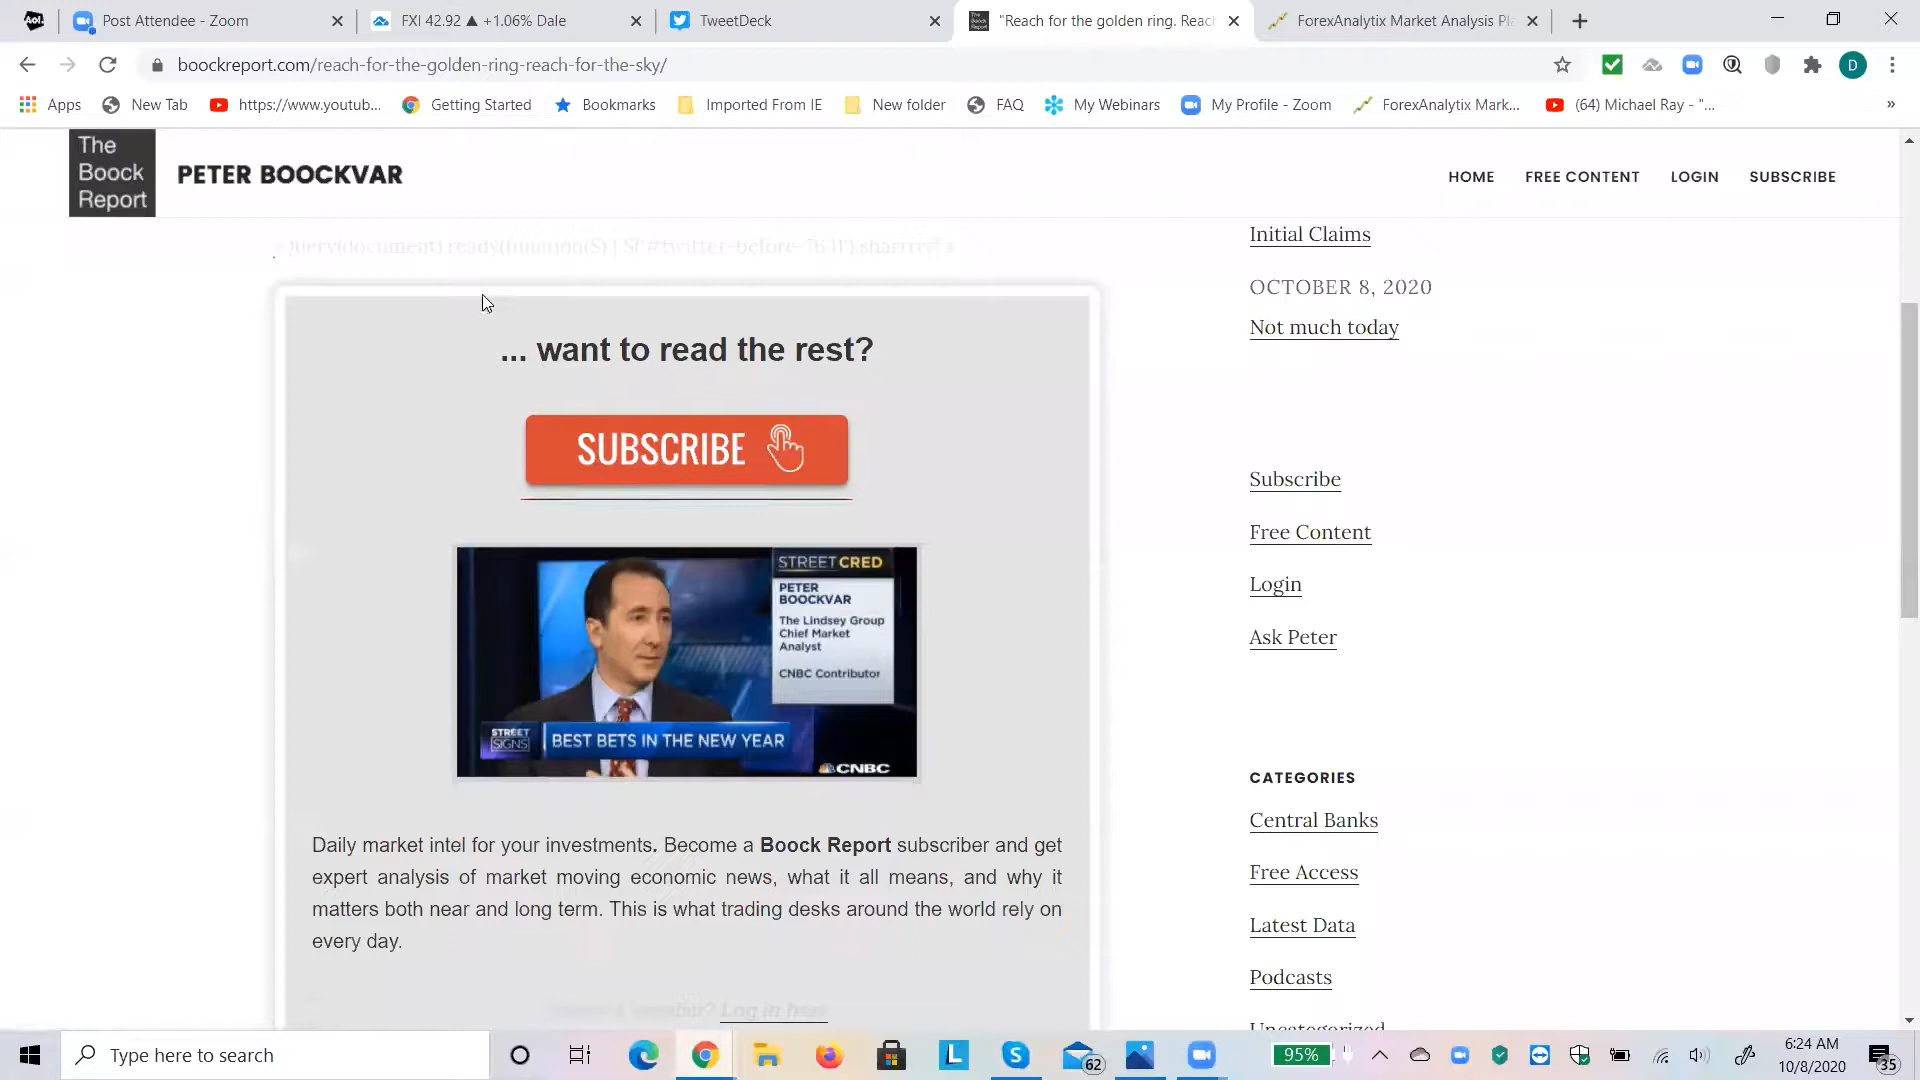 Aol.
Post Attendee - Zoom
FXI 42.92 ▲ +1.06% Dale
TweetDeck
"Reach for the golden ring. Reac
ForexAnalytix Market Analysis Pl
boockreport.com/reach-for-the-golden-ring-reach-for-the-sky/
D
Apps
New Tab
https://www.youtub...
Getting Started
Bookmarks
Imported From IE
New folder
FAQ
My Webinars
My Profile - Zoom
ForexAnalytix Mark...
(64) Michael Ray - "...
»
The
Boock
Report
PETER BOOCKVAR
HOME
FREE CONTENT
LOGIN
SUBSCRIBE
... want to read the rest?
SUBSCRIBE
STREET CRED
PETER
BOOCKVAR
The Lindsey Group
Chief Market
Analyst
CNBC Contributor
STREET
SIGNS
BEST BETS IN THE NEW YEAR
CNBC
Daily market intel for your investments. Become a Boock Report subscriber and get
expert analysis of market moving economic news, what it all means, and why it
matters both near and long term. This is what trading desks around the world rely on
every day.
Log in here
Initial Claims
OCTOBER 8, 2020
Not much today
Subscribe
Free Content
Login
Ask Peter
CATEGORIES
Central Banks
Free Access
Latest Data
Podcasts
Uncategorized
Type here to search
L
S
62
95%
6:24 AM
10/8/2020
35